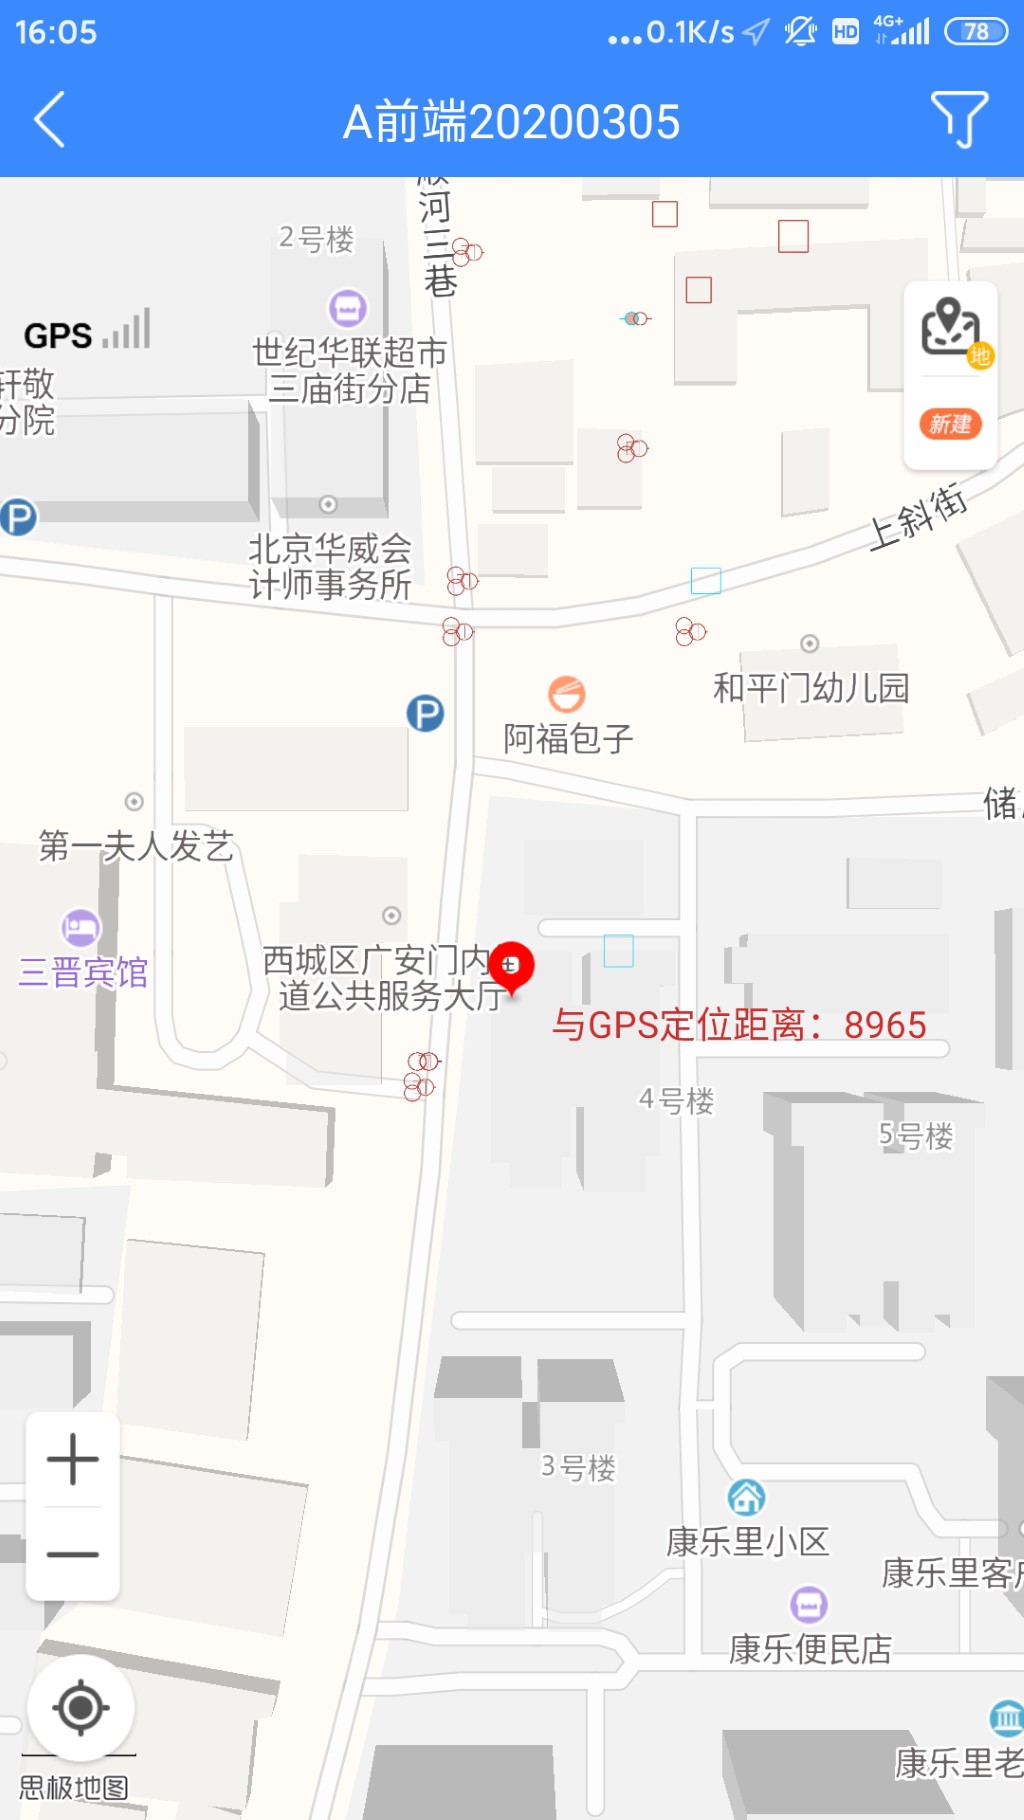 16:05
...0.1K/s HD 4G+ 78
A前端20200305
河三巷
2号楼
GPS
世纪华联超市
三庙街分店
轩敬
分院
地
新建
P
上斜街
北京华威会
计师事务所
和平门幼儿园
P
阿福包子
储
第一夫人发艺
三晋宾馆
西城区广安门内
道公共服务大厅
与GPS定位距离：8965
4号楼
5号楼
3号楼
康乐里小区
康乐里客
康乐便民店
康乐里老
思极地图